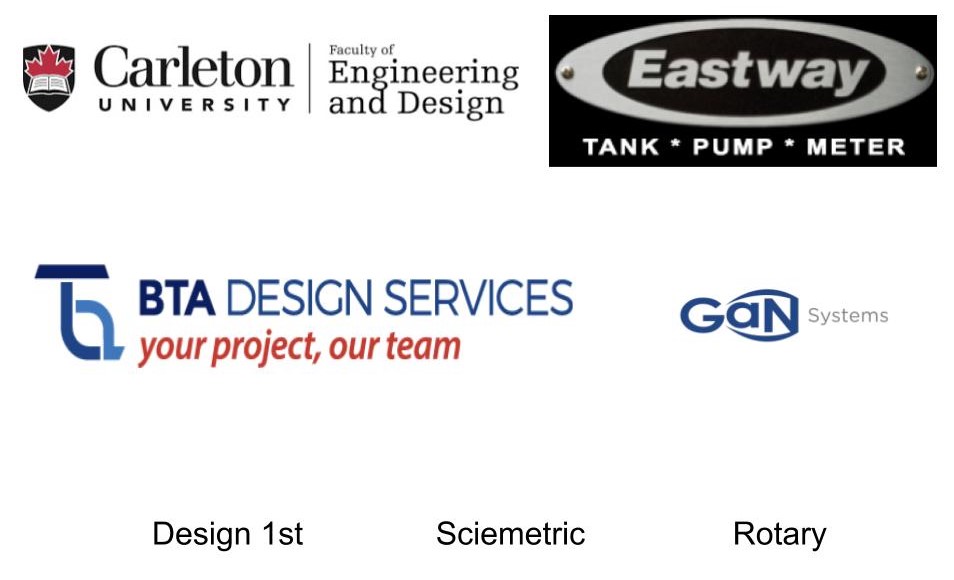 Carleton
UNIVERSITY
Faculty of
Engineering
and Design
Eastway
TANK * PUMP * METER
BTA DESIGN SERVICES
your project, our team
GaN Systems
Design 1st
Sciemetric
Rotary